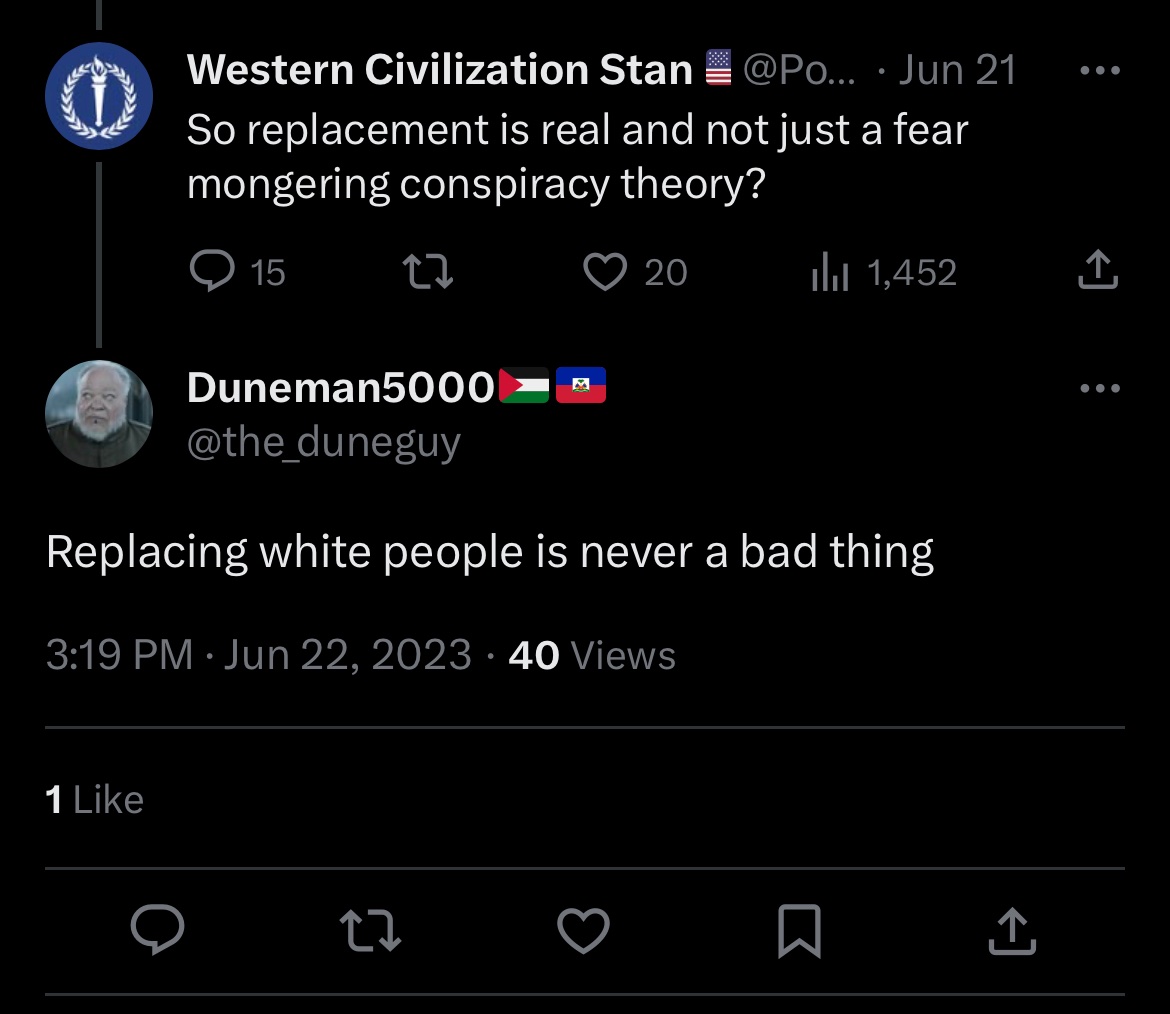 Western Civilization Stan 🇺🇸 @Po... · Jun 21
So replacement is real and not just a fear
mongering conspiracy theory?
15 20 1,452
Duneman5000🇵🇸 🇭🇹
@the_duneguy
Replacing white people is never a bad thing
3:19 PM · Jun 22, 2023 · 40 Views
1 Like